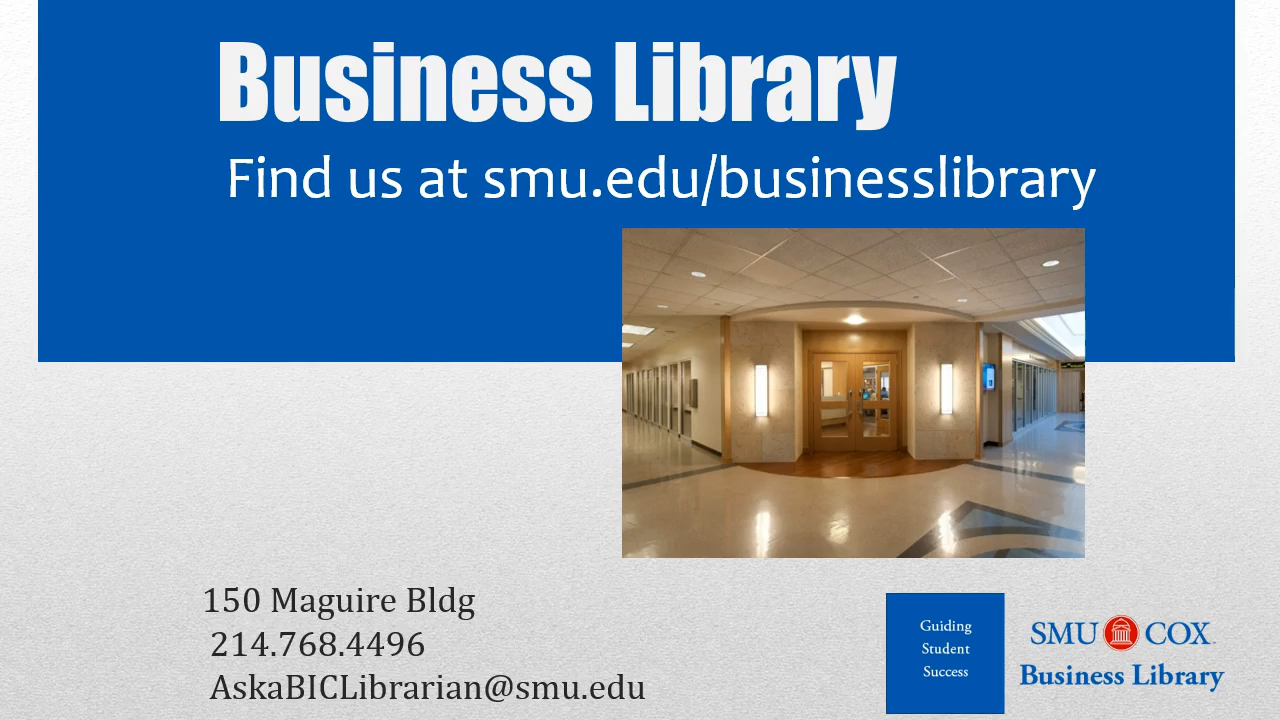 Business Library
Find us at smu.edu/businesslibrary
150 Maguire Bldg
214.768.4496
AskaBICLibrarian@smu.edu
Guiding
Student
Success
SMU COX
Business Library